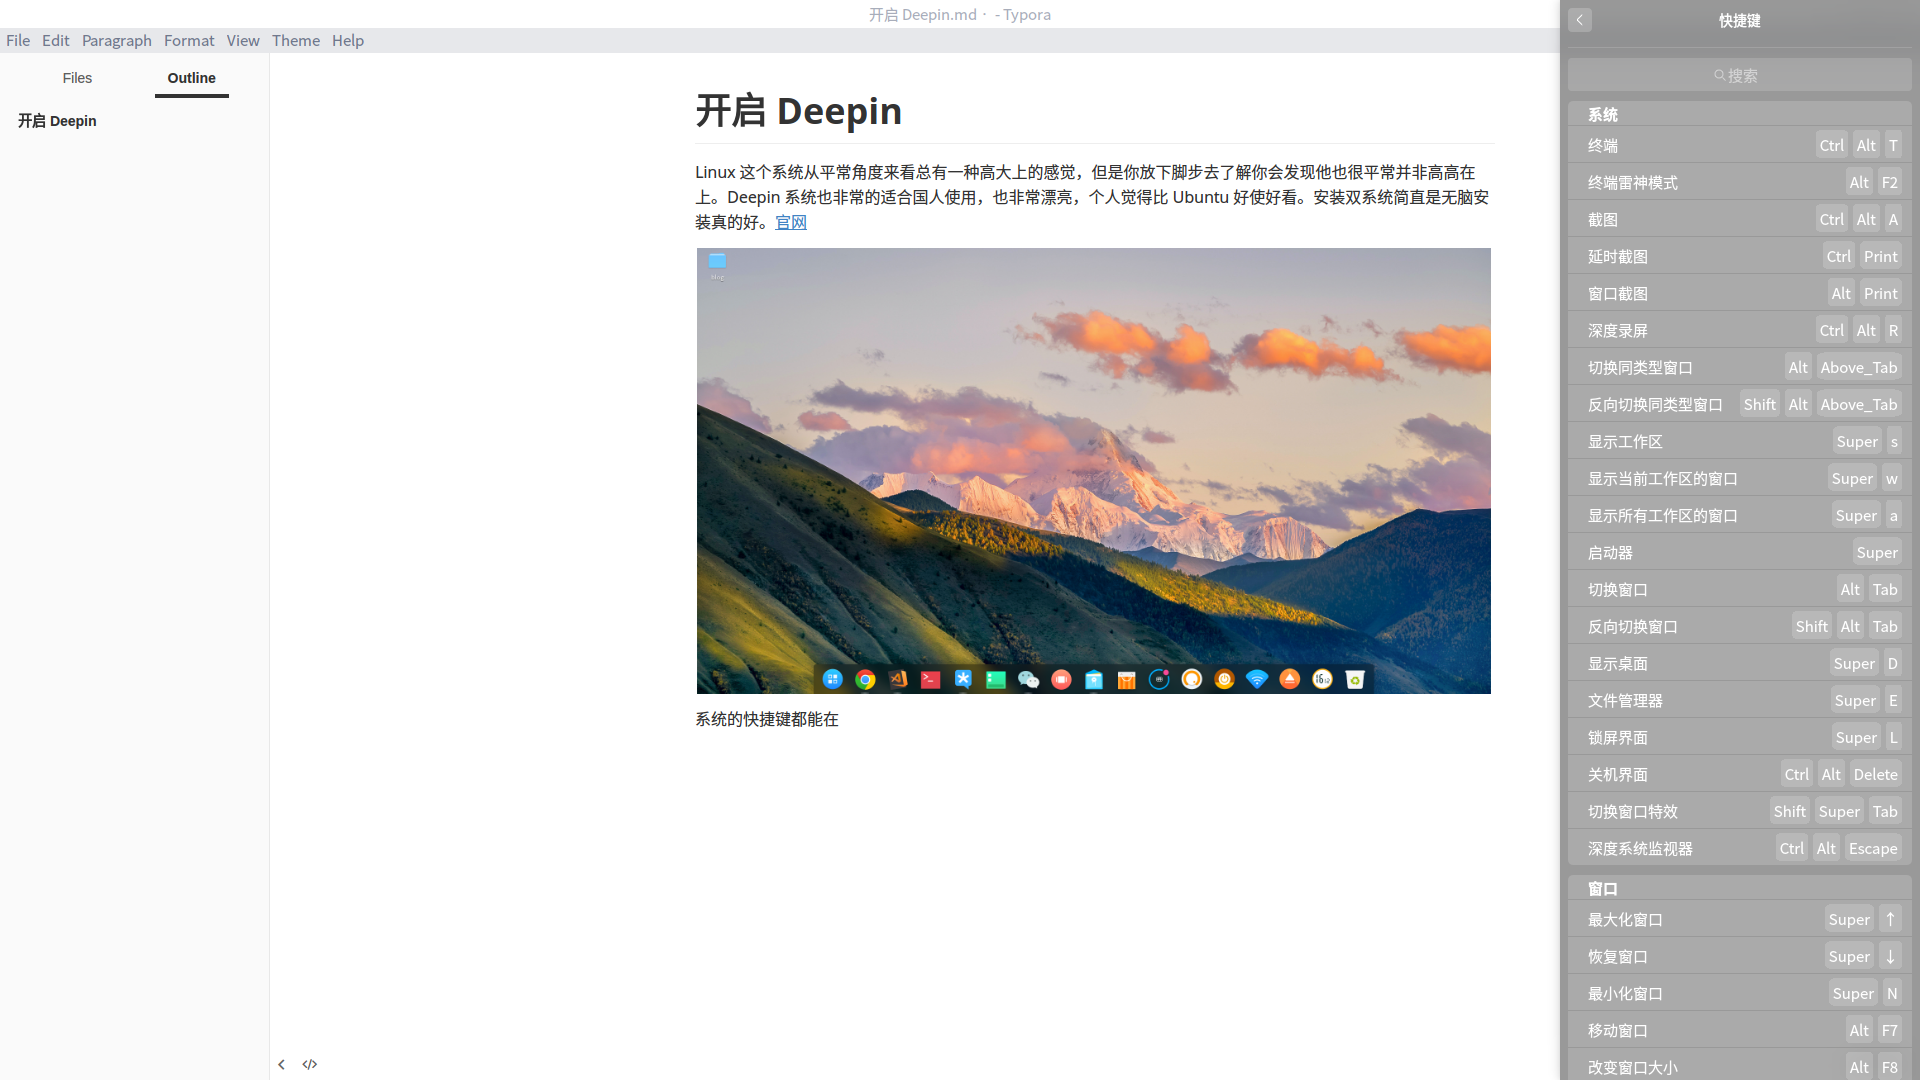 开启 Deepin.md · - Typora
File Edit Paragraph Format View Theme Help
Files Outline
开启 Deepin
开启 Deepin
Linux 这个系统从平常角度来看总有一种高大上的感觉，但是你放下脚步去了解你会发现他也很平常并非高高在
上。Deepin 系统也非常的适合国人使用，也非常漂亮，个人觉得比 Ubuntu 好使好看。安装双系统简直是无脑安
装真的好。官网
系统的快捷键都能在
快捷键
搜索
系统
终端 Ctrl Alt T
终端雷神模式 Alt F2
截图 Ctrl Alt A
延时截图 Ctrl Print
窗口截图 Alt Print
深度录屏 Ctrl Alt R
切换同类型窗口 Alt Above_Tab
反向切换同类型窗口 Shift Alt Above_Tab
显示工作区 Super s
显示当前工作区的窗口 Super w
显示所有工作区的窗口 Super a
启动器 Super
切换窗口 Alt Tab
反向切换窗口 Shift Alt Tab
显示桌面 Super D
文件管理器 Super E
锁屏界面 Super L
关机界面 Ctrl Alt Delete
切换窗口特效 Shift Super Tab
深度系统监视器 Ctrl Alt Escape
窗口
最大化窗口 Super ↑
恢复窗口 Super ↓
最小化窗口 Super N
移动窗口 Alt F7
改变窗口大小 Alt F8